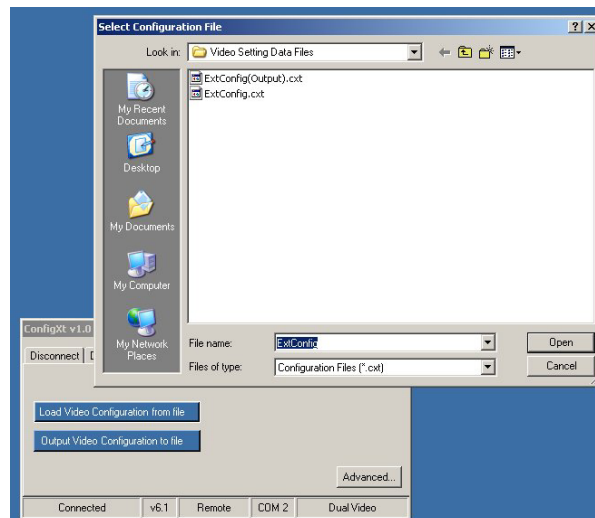 Select Configuration File
Look in: Video Setting Data Files
ExtConfig(Output).cxt
ExtConfig.cxt
My Recent
Documents
Desktop
My Documents
My Computer
My Network
Places
File name: ExtConfig Open
Files of type: Configuration Files (*.cxt) Cancel
ConfigXt v1.0
Disconnect
Load Video Configuration from file
Output Video Configuration to file
Advanced...
Connected v6.1 Remote COM 2 Dual Video